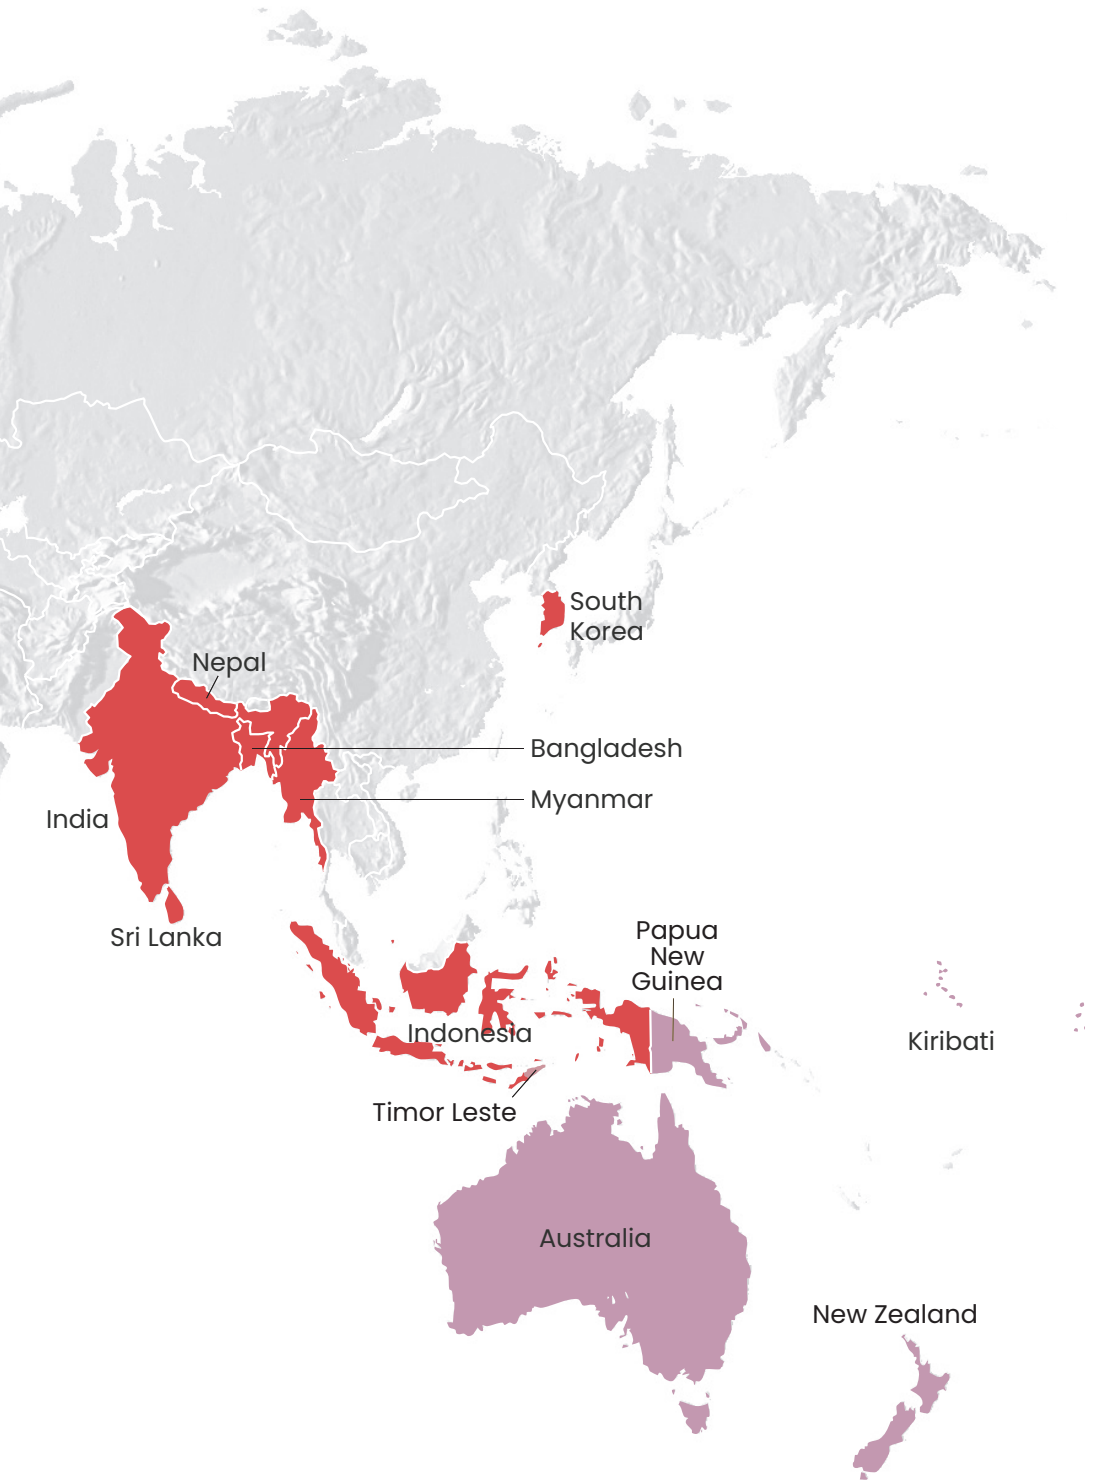 South
Korea
Nepal
Bangladesh
Myanmar
India
Sri Lanka
Papua
New
Guinea
Indonesia
Kiribati
Timor Leste
Australia
New Zealand